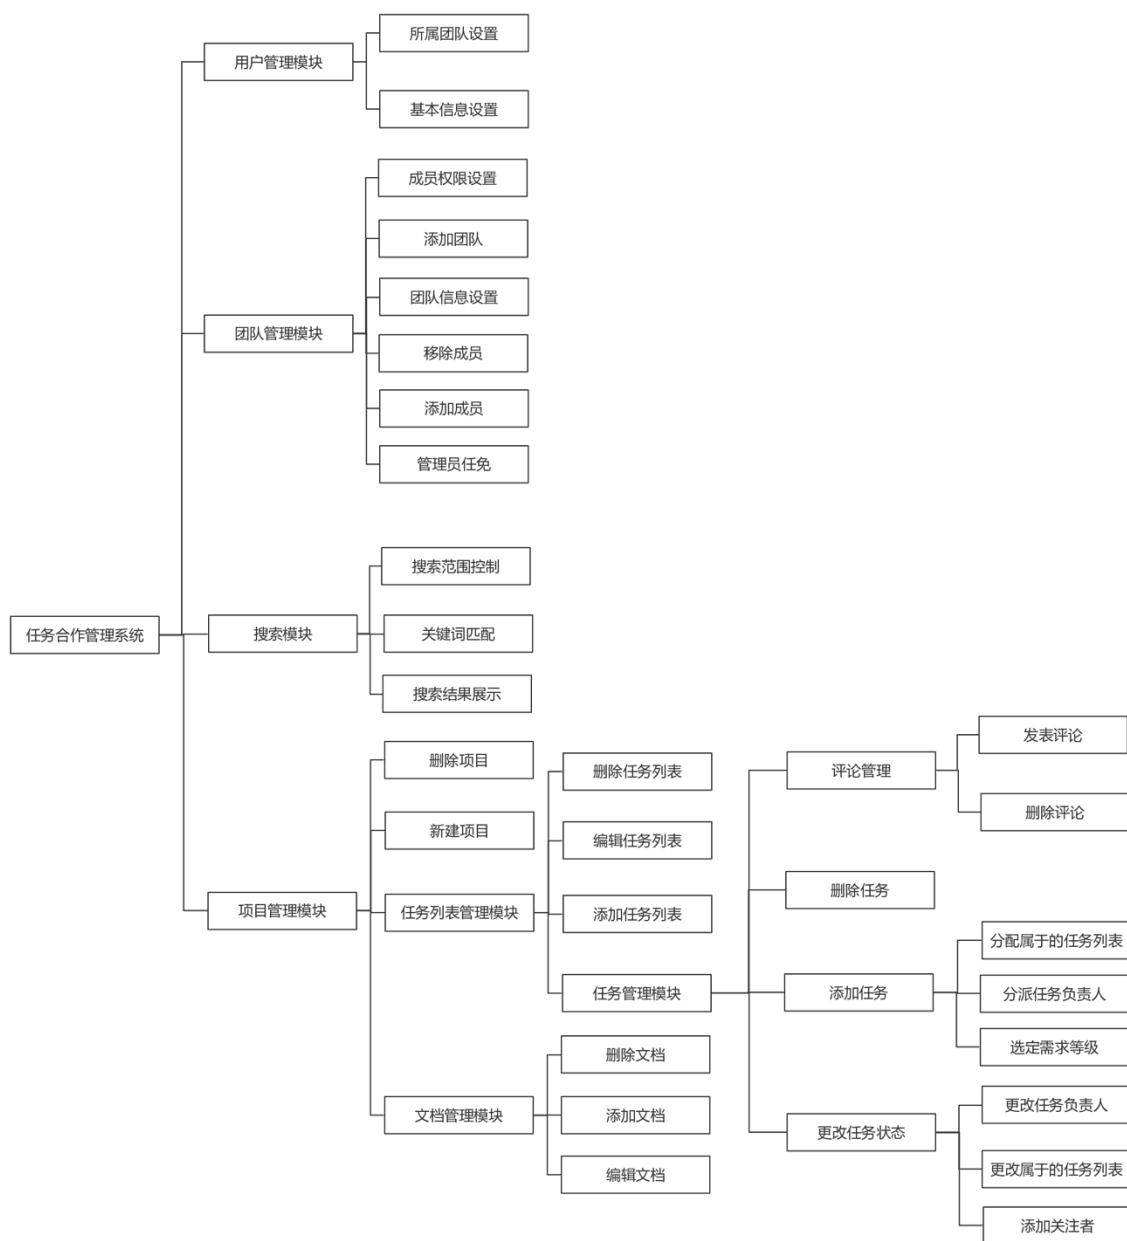 任务合作管理系统
用户管理模块
所属团队设置
基本信息设置
团队管理模块
成员权限设置
添加团队
团队信息设置
移除成员
添加成员
管理员任免
搜索模块
搜索范围控制
关键词匹配
搜索结果展示
项目管理模块
删除项目
新建项目
任务列表管理模块
删除任务列表
编辑任务列表
添加任务列表
任务管理模块
评论管理
发表评论
删除评论
删除任务
添加任务
分配属于的任务列表
分派任务负责人
选定需求等级
更改任务状态
更改任务负责人
更改属于的任务列表
添加关注者
文档管理模块
删除文档
添加文档
编辑文档